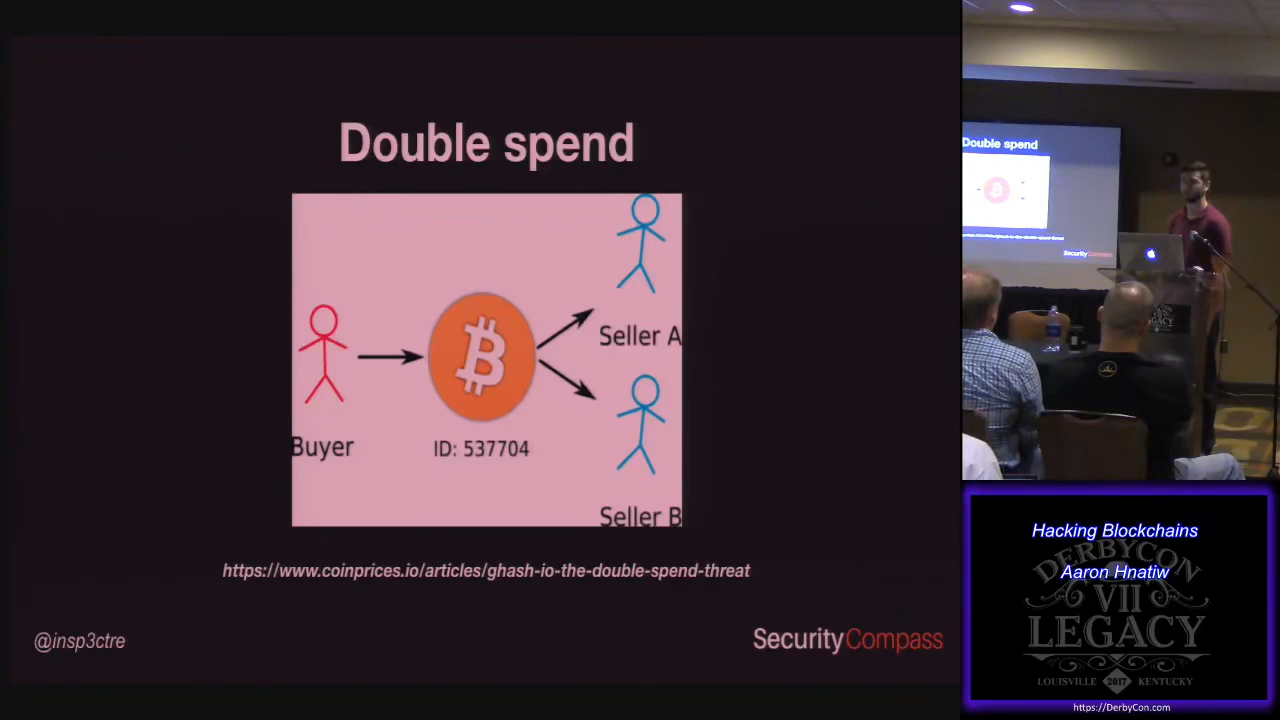 Double spend
Seller A
Buyer
ID: 537704
Seller B
https://www.coinprices.io/articles/ghash-io-the-double-spend-threat
@insp3ctre
SecurityCompass
Double spend
SecurityCompass
Hacking Blockchains
Aaron Hnatiw
DERBYCON
VII
LEGACY
LOUISVILLE 2017 KENTUCKY
https://DerbyCon.com